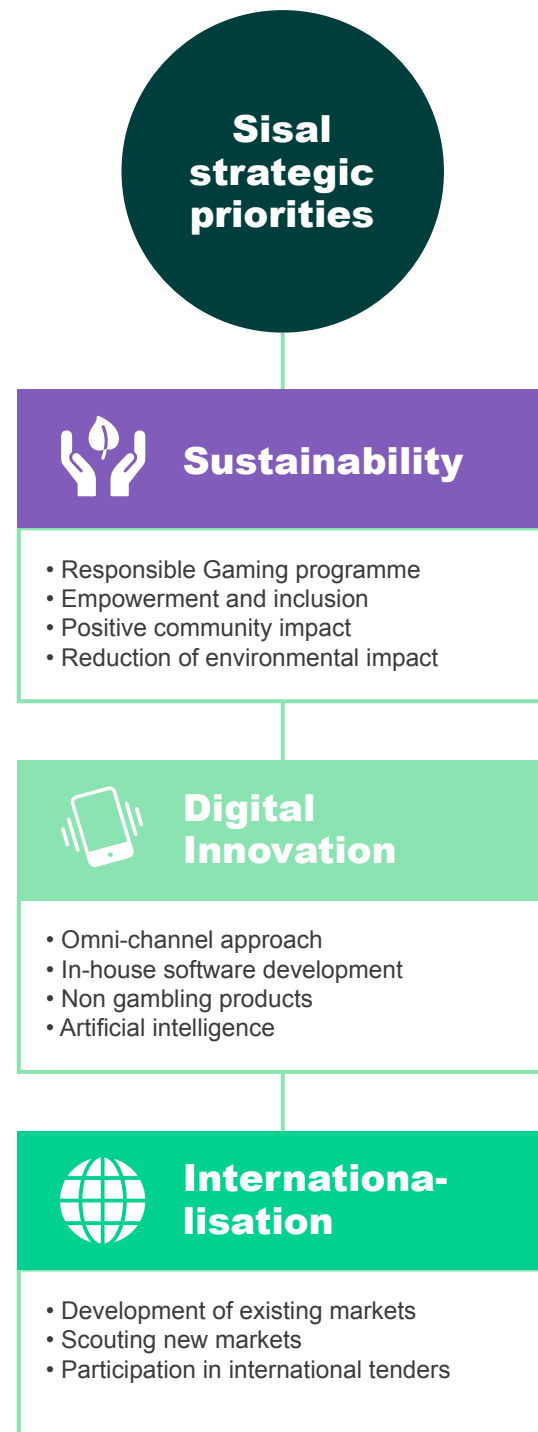 Sisal
strategic
priorities
Sustainability
• Responsible Gaming programme
• Empowerment and inclusion
• Positive community impact
• Reduction of environmental impact
Digital
Innovation
• Omni-channel approach
• In-house software development
• Non gambling products
• Artificial intelligence
Internationa-
lisation
• Development of existing markets
• Scouting new markets
• Participation in international tenders